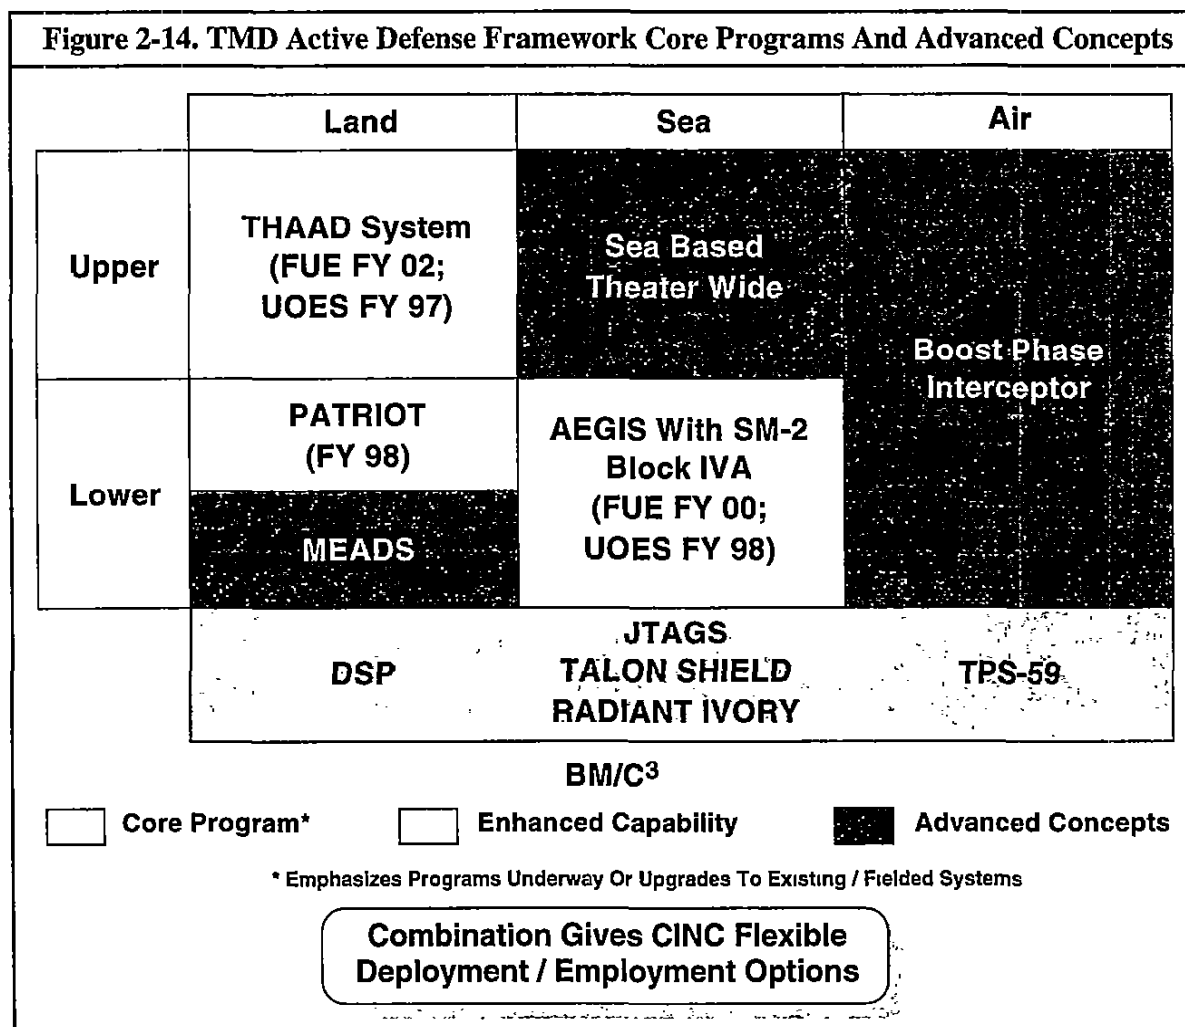 Figure 2-14. TMD Active Defense Framework Core Programs And Advanced Concepts
Land
Sea
Air
Upper
THAAD System
(FUE FY 02;
UOES FY 97)
Sea Based
Theater Wide
Boost Phase
Interceptor
Lower
PATRIOT
(FY 98)
MEADS
AEGIS With SM-2
Block IVA
(FUE FY 00;
UOES FY 98)
DSP
JTAGS
TALON SHIELD
RADIANT IVORY
TPS-59
BM/C³
Core Program*
Enhanced Capability
Advanced Concepts
* Emphasizes Programs Underway Or Upgrades To Existing / Fielded Systems
Combination Gives CINC Flexible
Deployment / Employment Options